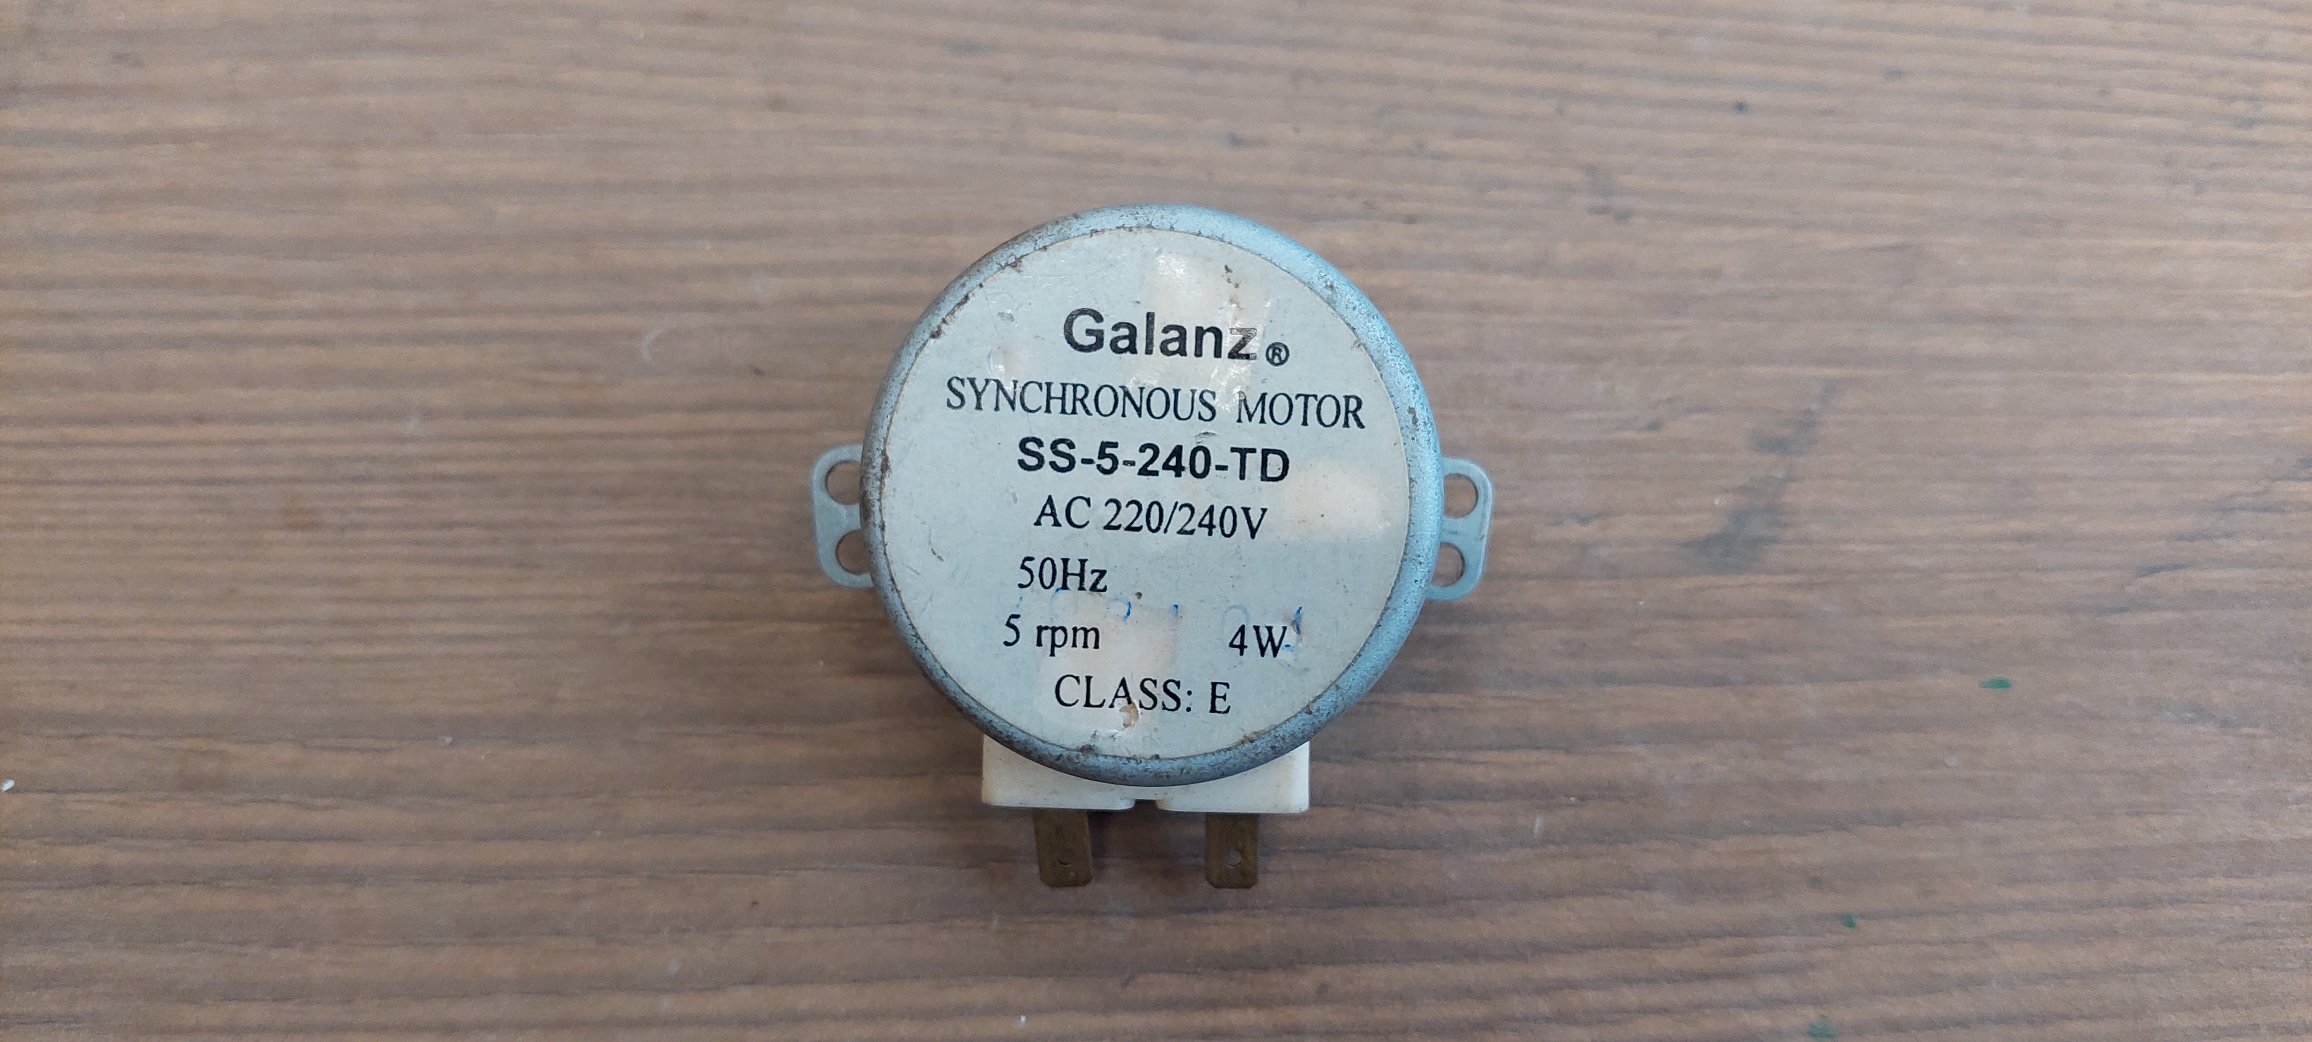 Galanz®
SYNCHRONOUS MOTOR
SS-5-240-TD
AC 220/240V
50Hz
5 rpm 4W
CLASS: E